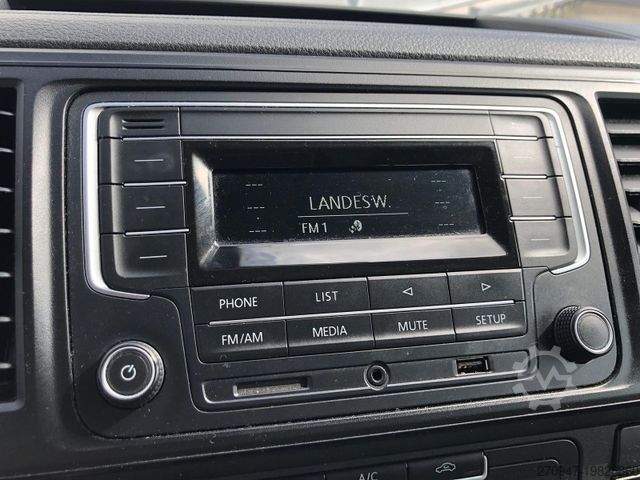 --- ---
LANDESW.
--- ---
FM1
--- ---
PHONE LIST
FM/AM MEDIA MUTE SETUP
A/C